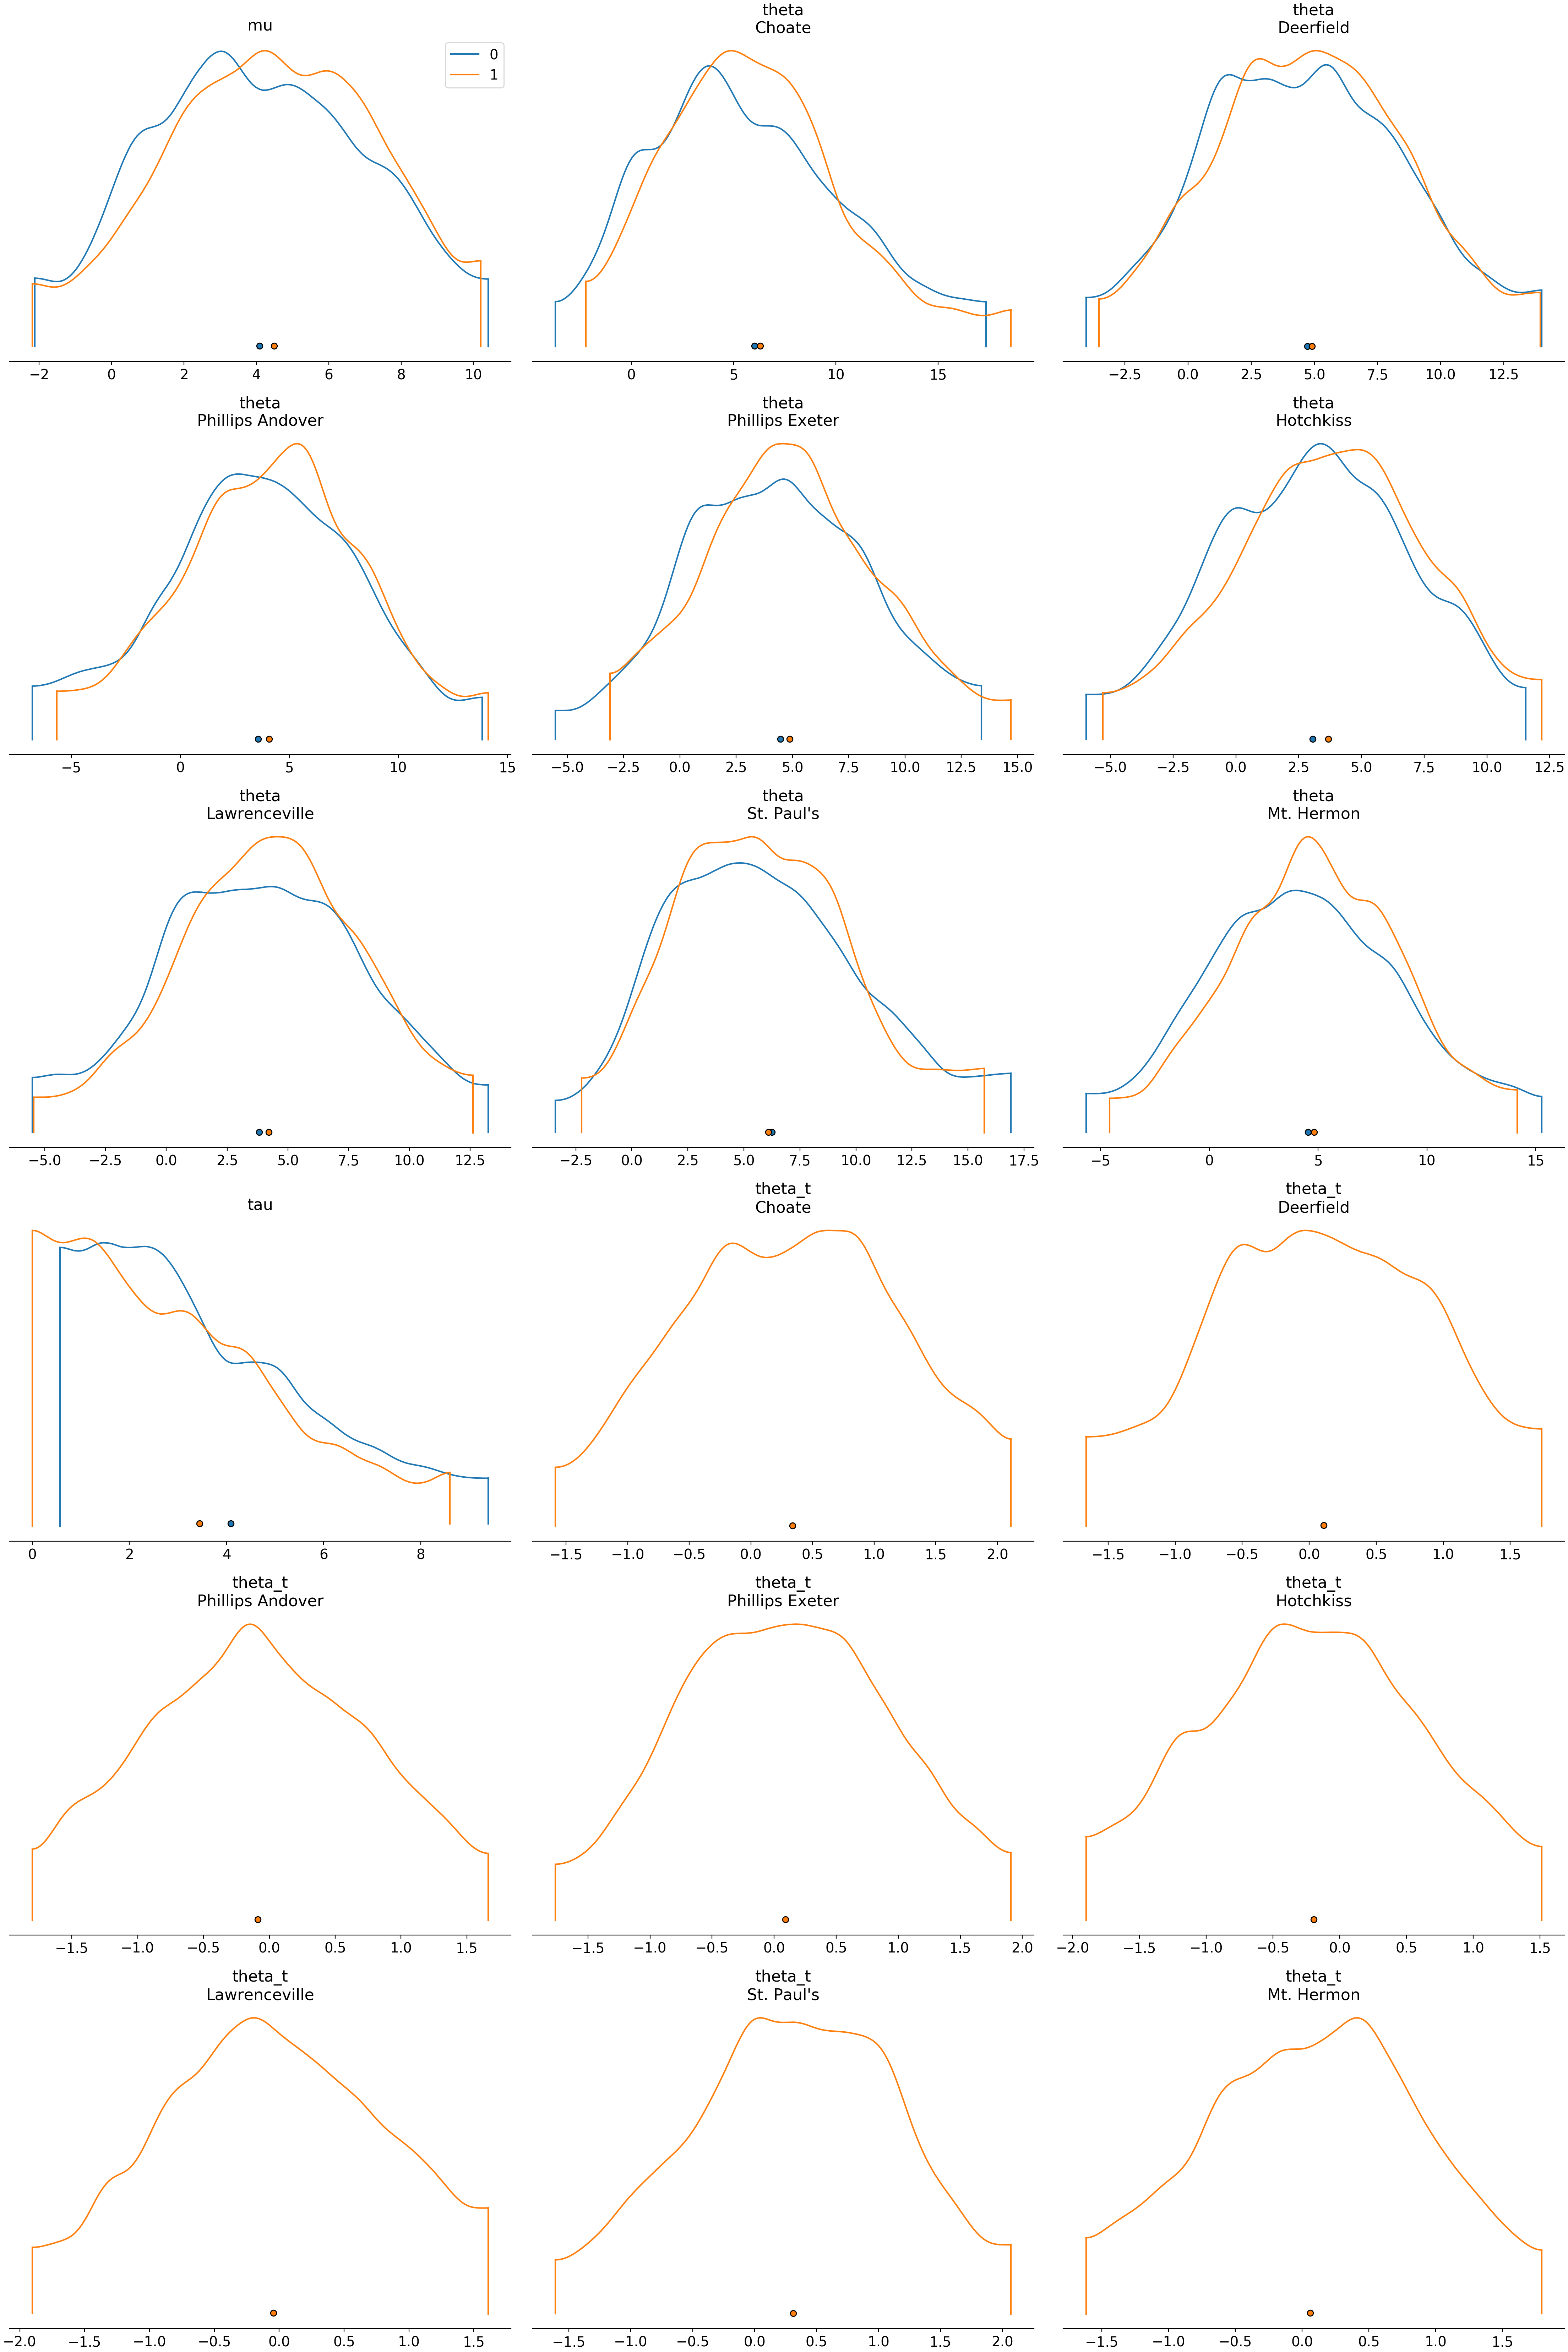 mu
0
1
−2 0 2 4 6 8 10
theta
Choate
0 5 10 15
theta
Deerfield
−2.5 0.0 2.5 5.0 7.5 10.0 12.5
theta
Phillips Andover
−5 0 5 10 15
theta
Phillips Exeter
−5.0 −2.5 0.0 2.5 5.0 7.5 10.0 12.5 15.0
theta
Hotchkiss
−5.0 −2.5 0.0 2.5 5.0 7.5 10.0 12.5
theta
Lawrenceville
−5.0 −2.5 0.0 2.5 5.0 7.5 10.0 12.5
theta
St. Paul's
−2.5 0.0 2.5 5.0 7.5 10.0 12.5 15.0 17.5
theta
Mt. Hermon
−5 0 5 10 15
tau
0 2 4 6 8
theta_t
Choate
−1.5 −1.0 −0.5 0.0 0.5 1.0 1.5 2.0
theta_t
Deerfield
−1.5 −1.0 −0.5 0.0 0.5 1.0 1.5
theta_t
Phillips Andover
−1.5 −1.0 −0.5 0.0 0.5 1.0 1.5
theta_t
Phillips Exeter
−1.5 −1.0 −0.5 0.0 0.5 1.0 1.5 2.0
theta_t
Hotchkiss
−2.0 −1.5 −1.0 −0.5 0.0 0.5 1.0 1.5
theta_t
Lawrenceville
−2.0 −1.5 −1.0 −0.5 0.0 0.5 1.0 1.5
theta_t
St. Paul's
−1.5 −1.0 −0.5 0.0 0.5 1.0 1.5 2.0
theta_t
Mt. Hermon
−1.5 −1.0 −0.5 0.0 0.5 1.0 1.5